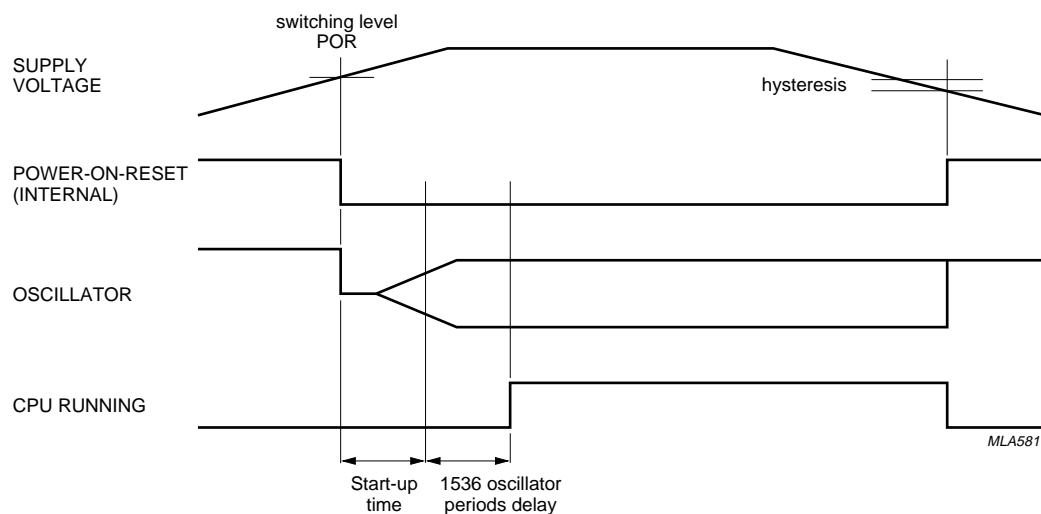 switching level
POR
SUPPLY
VOLTAGE
hysteresis
POWER-ON-RESET
(INTERNAL)
OSCILLATOR
CPU RUNNING
MLA581
Start-up
time
1536 oscillator
periods delay